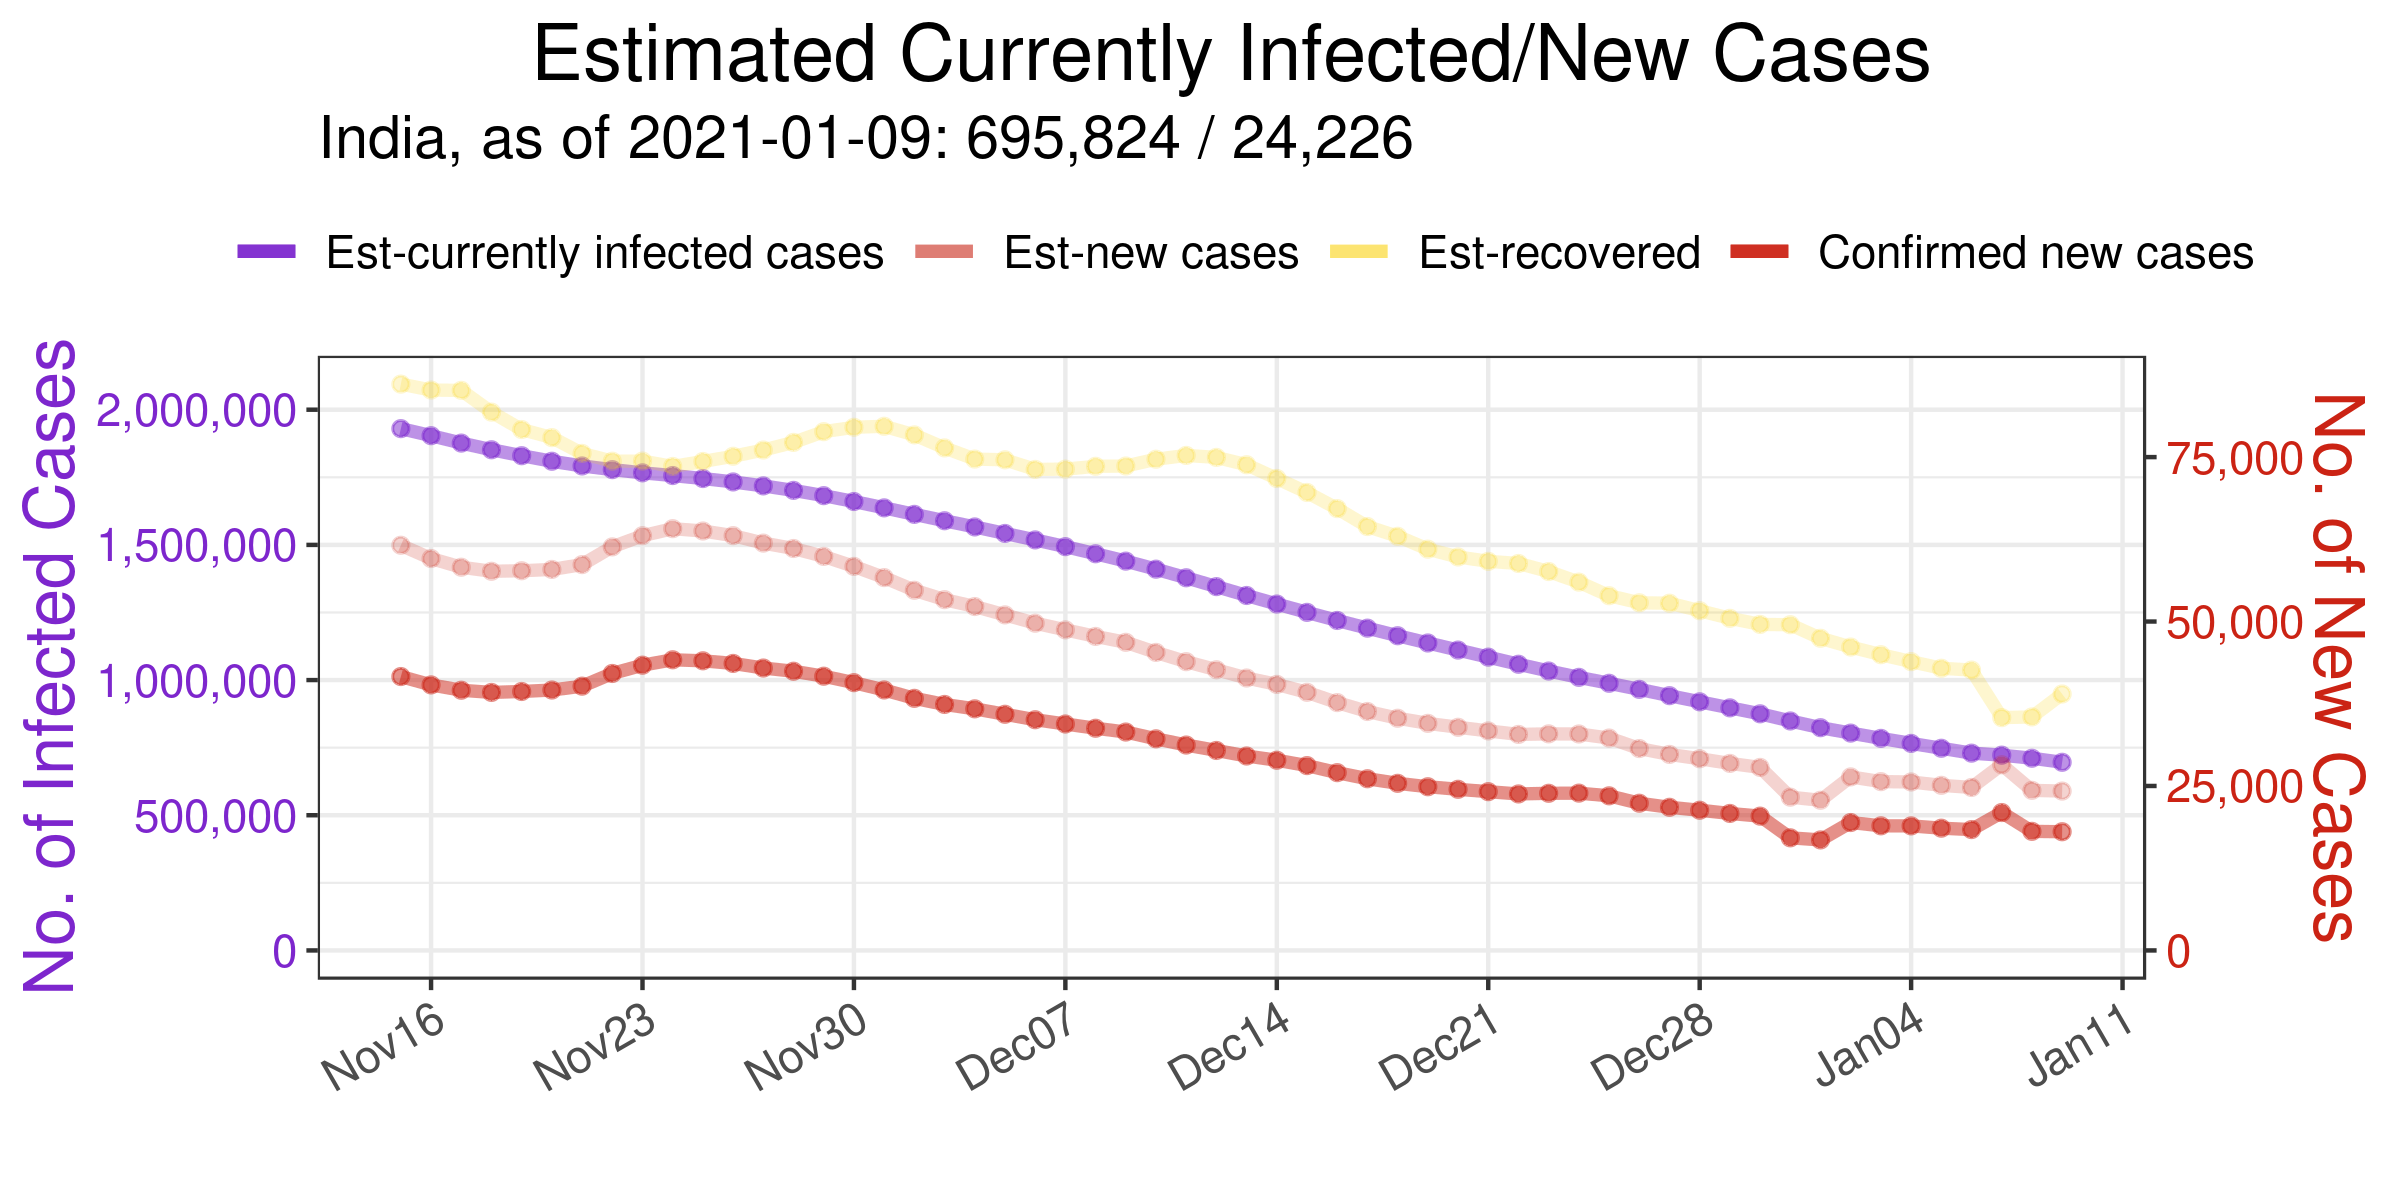 Estimated Currently Infected/New Cases
India, as of 2021-01-09: 695,824 / 24,226
Est-currently infected cases Est-new cases Est-recovered Confirmed new cases
No. of Infected Cases
2,000,000
1,500,000
1,000,000
500,000
0
75,000
50,000
25,000
0
No. of New Cases
Nov16 Nov23 Nov30 Dec07 Dec14 Dec21 Dec28 Jan04 Jan11